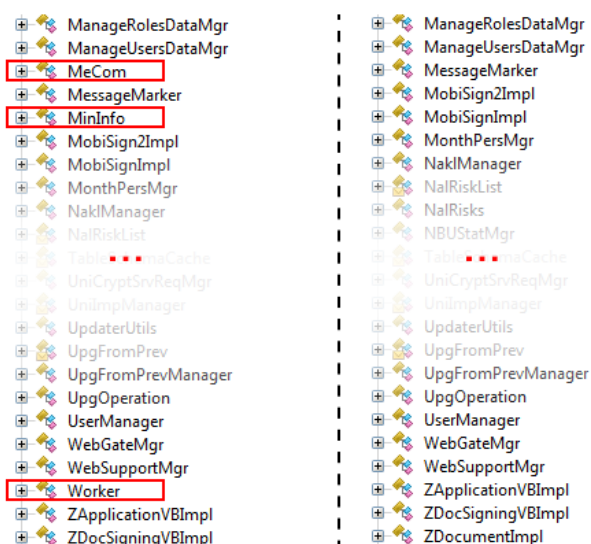 ManageRolesDataMgr
ManageUsersDataMgr
MeCom
MessageMarker
MinInfo
MobiSign2Impl
MobiSignImpl
MonthPersMgr
NaklManager
NalRiskList
UniCryptSrvReqMgr
UniImpManager
UpdaterUtils
UpgFromPrev
UpgFromPrevManager
UpgOperation
UserManager
WebGateMgr
WebSupportMgr
Worker
ZApplicationVBImpl
ZDocSigningVBImpl
ManageRolesDataMgr
ManageUsersDataMgr
MessageMarker
MobiSign2Impl
MobiSignImpl
MonthPersMgr
NaklManager
NalRiskList
NalRisks
NBUStatMgr
UniCryptSrvReqMgr
UniImpManager
UpdaterUtils
UpgFromPrev
UpgFromPrevManager
UpgOperation
UserManager
WebGateMgr
WebSupportMgr
ZApplicationVBImpl
ZDocSigningVBImpl
ZDocumentImpl